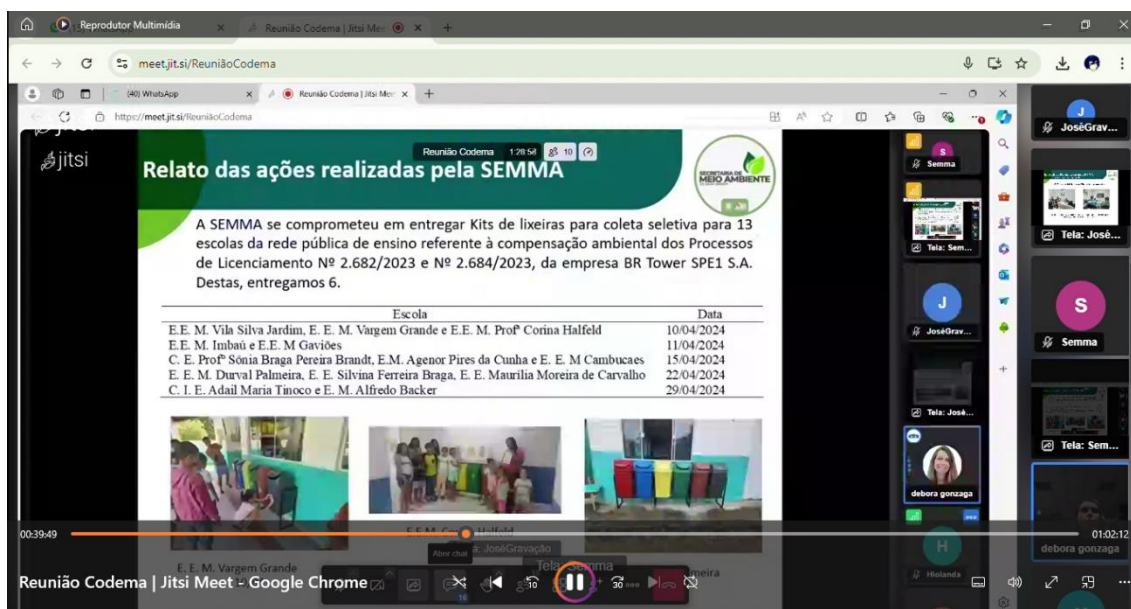 Reprodutor Multimídia
Reunião Codema | Jitsi Mee
meet.jit.si/ReuniãoCodema
(40) WhatsApp
Reunião Codema | Jitsi Mee
https://meet.jit.si/ReuniãoCodema
jitsi
Reunião Codema 1:28:58 10
Relato das ações realizadas pela SEMMA
SECRETARIA DE
MEIO AMBIENTE
A SEMMA se comprometeu em entregar Kits de lixeiras para coleta seletiva para 13
escolas da rede pública de ensino referente à compensação ambiental dos Processos
de Licenciamento Nº 2.682/2023 e Nº 2.684/2023, da empresa BR Tower SPE1 S.A.
Destas, entregamos 6.
Escola Data
E.E. M. Vila Silva Jardim, E. E. M. Vargem Grande e E.E. M. Profª Corina Halfeld 10/04/2024
E.E. M. Imbaú e E.E. M Gaviões 11/04/2024
C. E. Profª Sônia Braga Pereira Brandt, E.M. Agenor Pires da Cunha e E. E. M Cambucaes 15/04/2024
E. E. M. Durval Palmeira, E. E. Silvina Ferreira Braga, E. E. Maurilia Moreira de Carvalho 22/04/2024
C. I. E. Adail Maria Tinoco e E. M. Alfredo Backer 29/04/2024
S
Semma
Tela: Sem...
J
JoséGrav...
Tela: José...
debora gonzaga
H
Hiolanda
J
JoséGrav...
Tela: José...
S
Semma
Tela: Sem...
debora gonzaga
00:39:49
01:02:12
Abrir chat
JoséGravação
E. E. M. Vargem Grande
Tela: Semma
Reunião Codema | Jitsi Meet - Google Chrome
10
30